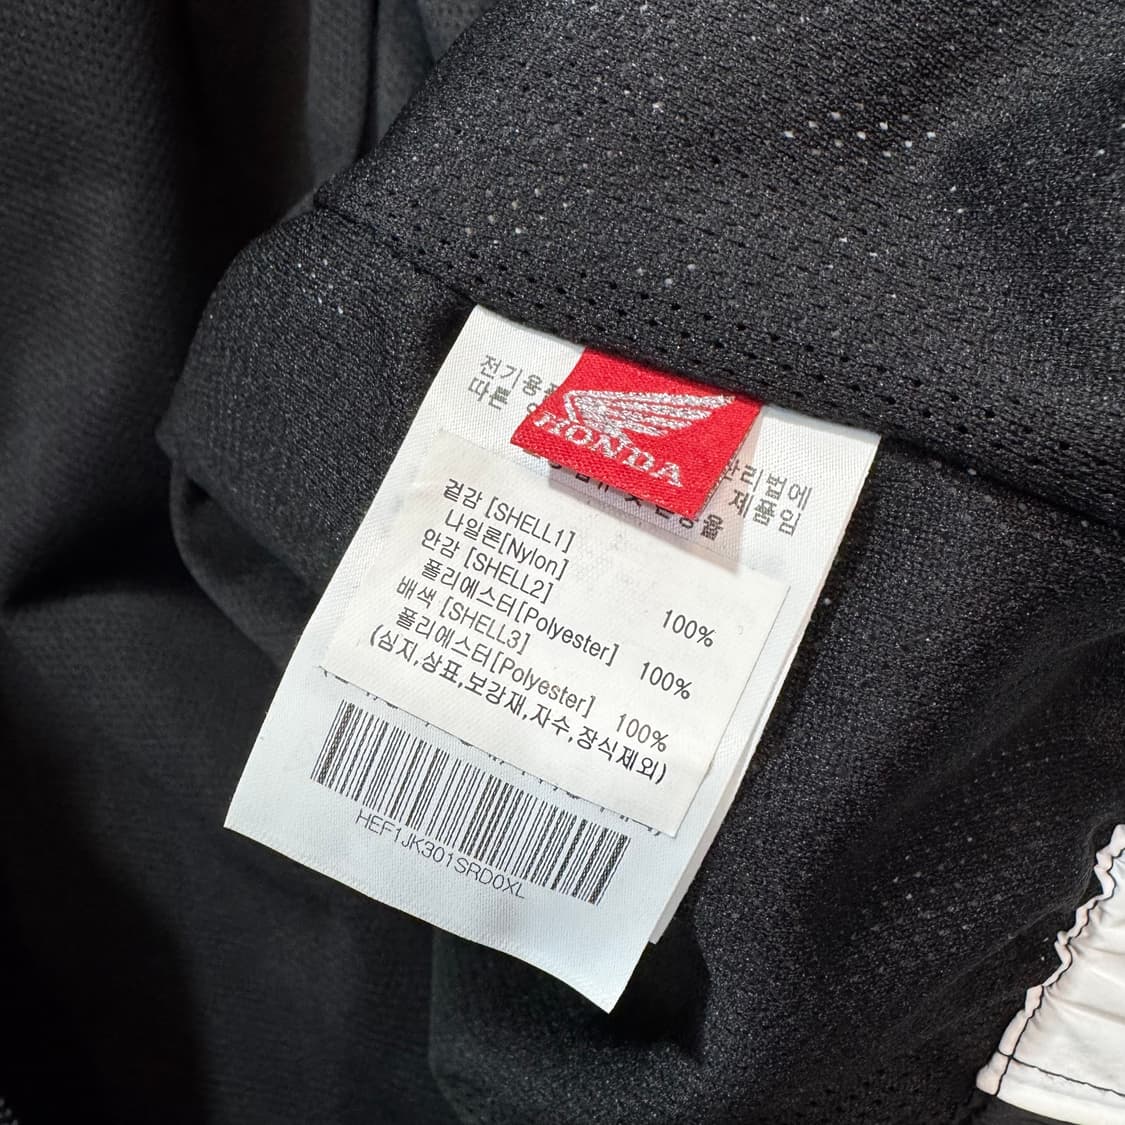 전기용
따른
관리법에
제품임
HONDA
겉감 [SHELL1]
나일론[Nylon] 100%
안감 [SHELL2]
폴리에스터[Polyester] 100%
배색 [SHELL3]
폴리에스터[Polyester] 100%
(심지,상표,보강재,자수,장식제외)
HEF1JK301SRD0XL